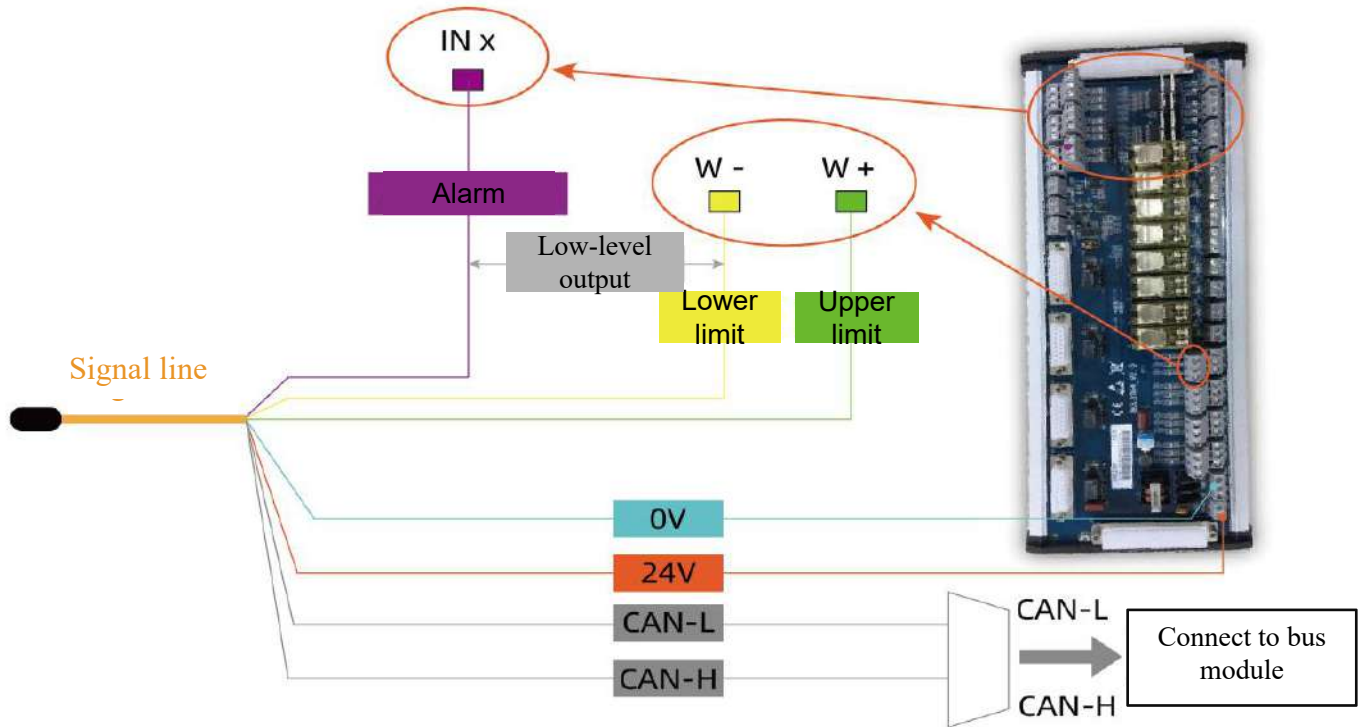 IN x
Alarm
W -
W +
Low-level
output
Lower
limit
Upper
limit
Signal line
0V
24V
CAN-L
CAN-H
CAN-L
CAN-H
Connect to bus
module